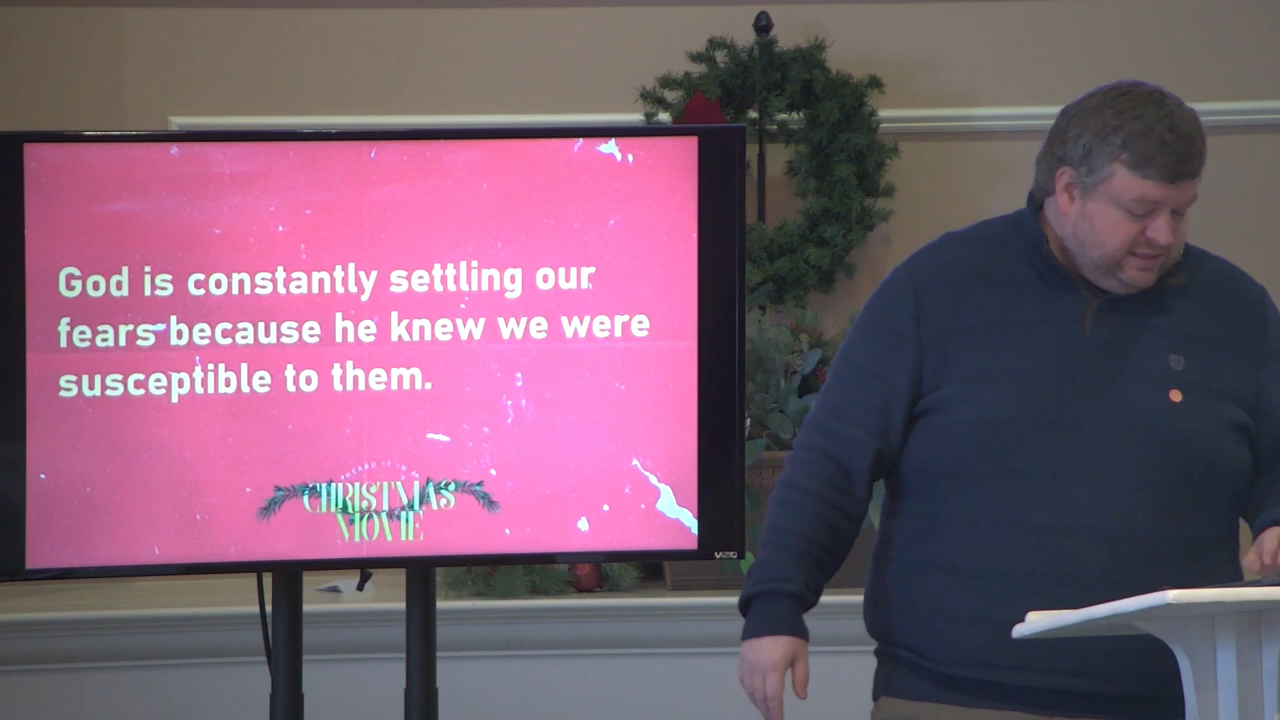 God is constantly settling our
fears because he knew we were
susceptible to them.
CHRISTMAS
MOVIE
VIZIO